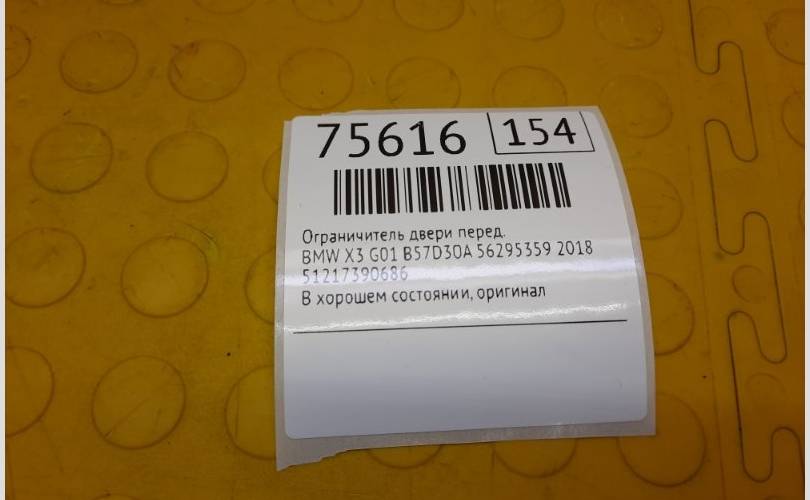 75616 154
Ограничитель двери перед.
BMW X3 G01 B57D30A 56295359 2018
51217390686
В хорошем состоянии, оригинал